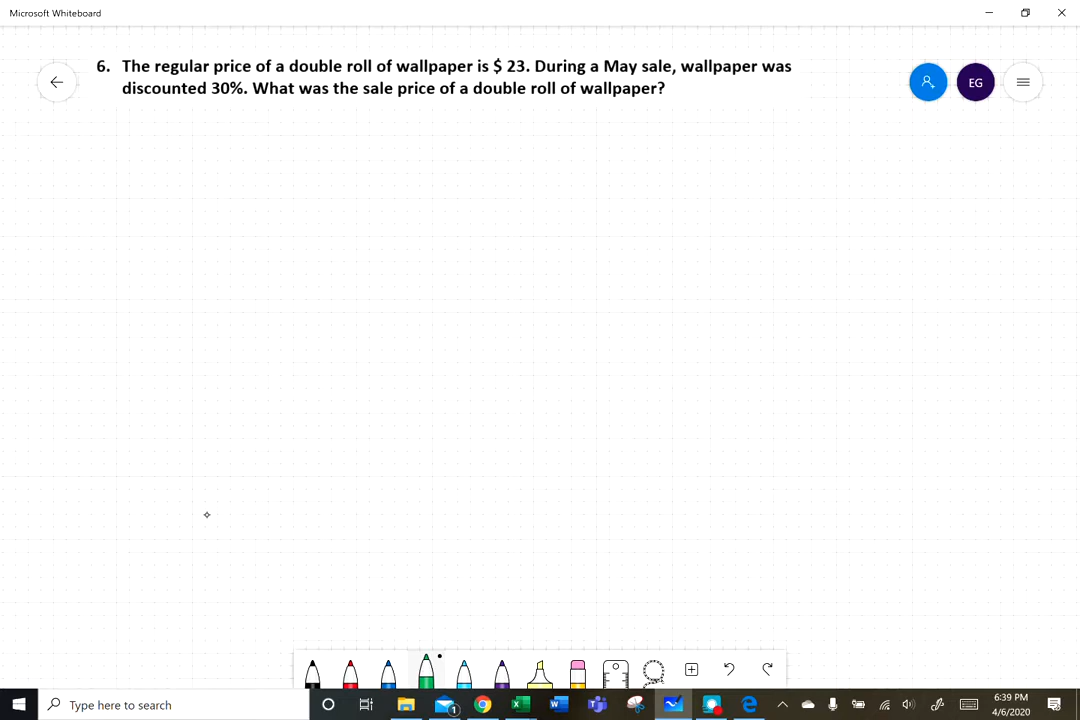 Microsoft Whiteboard
6. The regular price of a double roll of wallpaper is $ 23. During a May sale, wallpaper was
discounted 30%. What was the sale price of a double roll of wallpaper?
EG
Type here to search
1
6:39 PM
4/6/2020